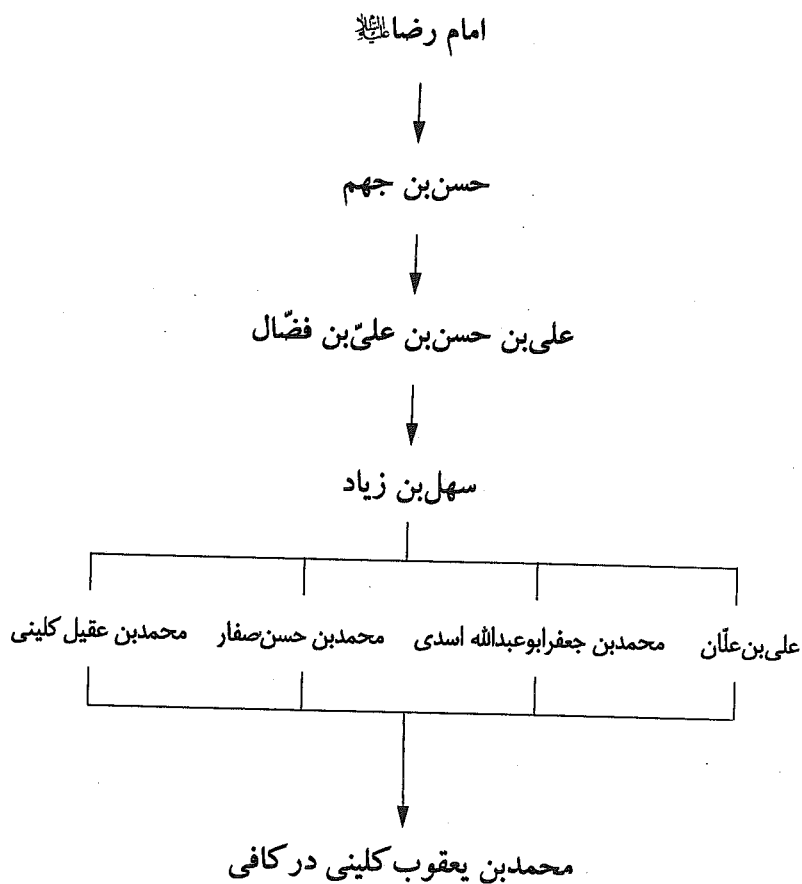 امام رضا علیه‌السلام
حسن‌بن جهم
علی‌بن حسن‌بن علیّ‌بن فضّال
سهل‌بن زیاد
علی‌بن علّان محمدبن جعفرابوعبدالله اسدی محمدبن حسن‌صفار محمدبن عقیل کلینی
محمدبن یعقوب کلینی در کافی